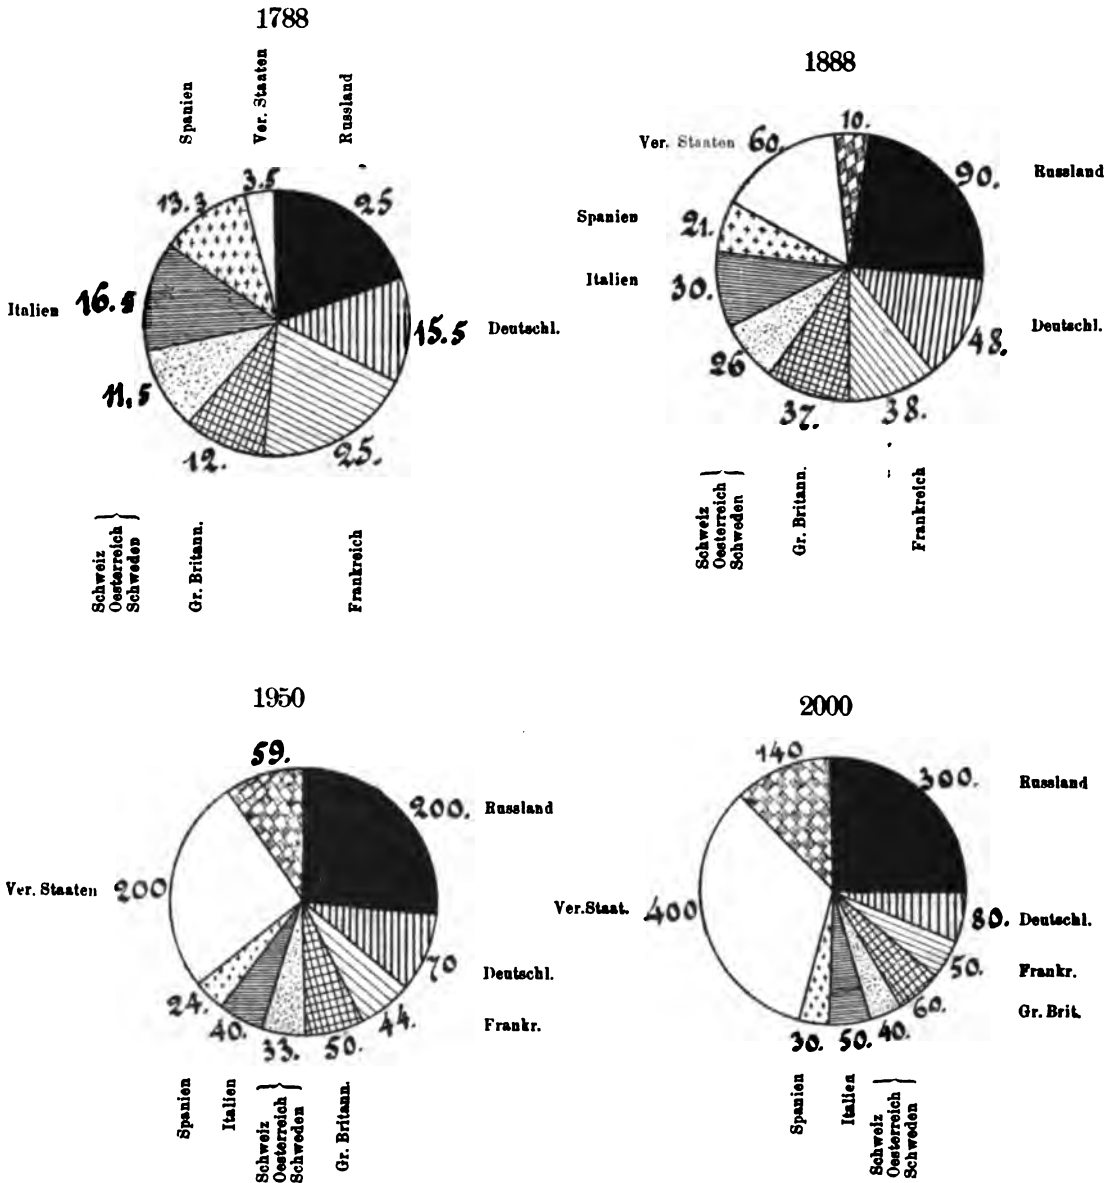 1788
Spanien
Ver. Staaten
Russland
3.5
25
13.3
Italien
16.5
15.5
Deutschl.
11,5
12.
25.
Schweiz
Oesterreich
Schweden
Gr. Britann.
Frankreich
1888
10.
Ver. Staaten
60.
90.
Russland
Spanien
21.
Italien
30.
48.
Deutschl.
26
37.
38.
Schweiz
Oesterreich
Schweden
Gr. Britann.
Frankreich
1950
59.
200.
Russland
Ver. Staaten
200
70
Deutschl.
24.
40.
33.
50.
44.
Frankr.
Spanien
Italien
Schweiz
Oesterreich
Schweden
Gr. Britann.
2000
140
300.
Russland
Ver.Staat.
400
80.
Deutschl.
50.
Frankr.
60.
Gr. Brit.
30.
50.
40.
Spanien
Italien
Schweiz
Oesterreich
Schweden